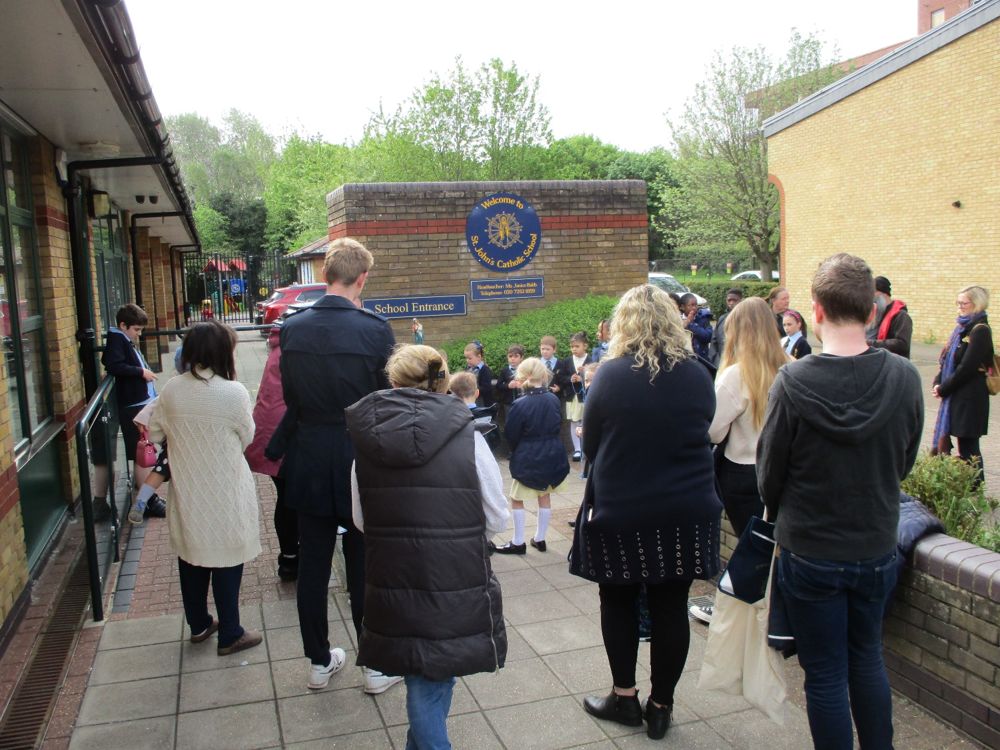 Welcome to
St. John's Catholic School
Headteacher: Ms Janice Babb
Telephone: 020 7252 1859
School Entrance